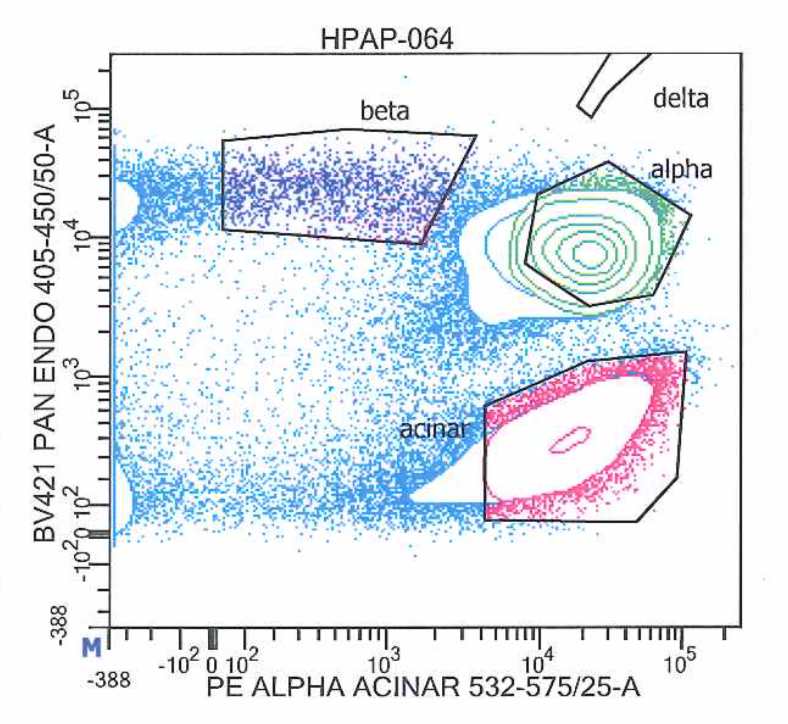 HPAP-064
beta
delta
alpha
acinar
BV421 PAN ENDO 405-450/50-A
10^5
10^4
10^3
10^2
0
-10^2
-388
M
-388
-10^2 0 10^2 10^3 10^4 10^5
PE ALPHA ACINAR 532-575/25-A